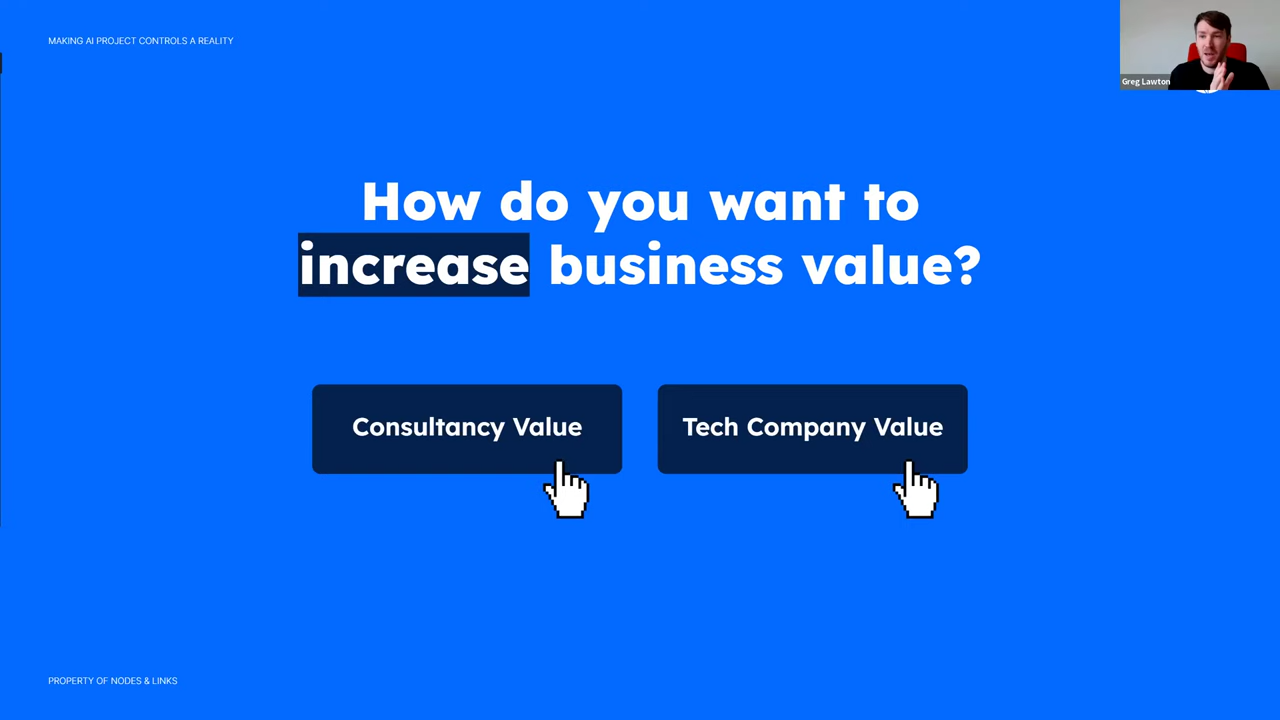 MAKING AI PROJECT CONTROLS A REALITY
Greg Lawton
How do you want to
increase business value?
Consultancy Value
Tech Company Value
PROPERTY OF NODES & LINKS